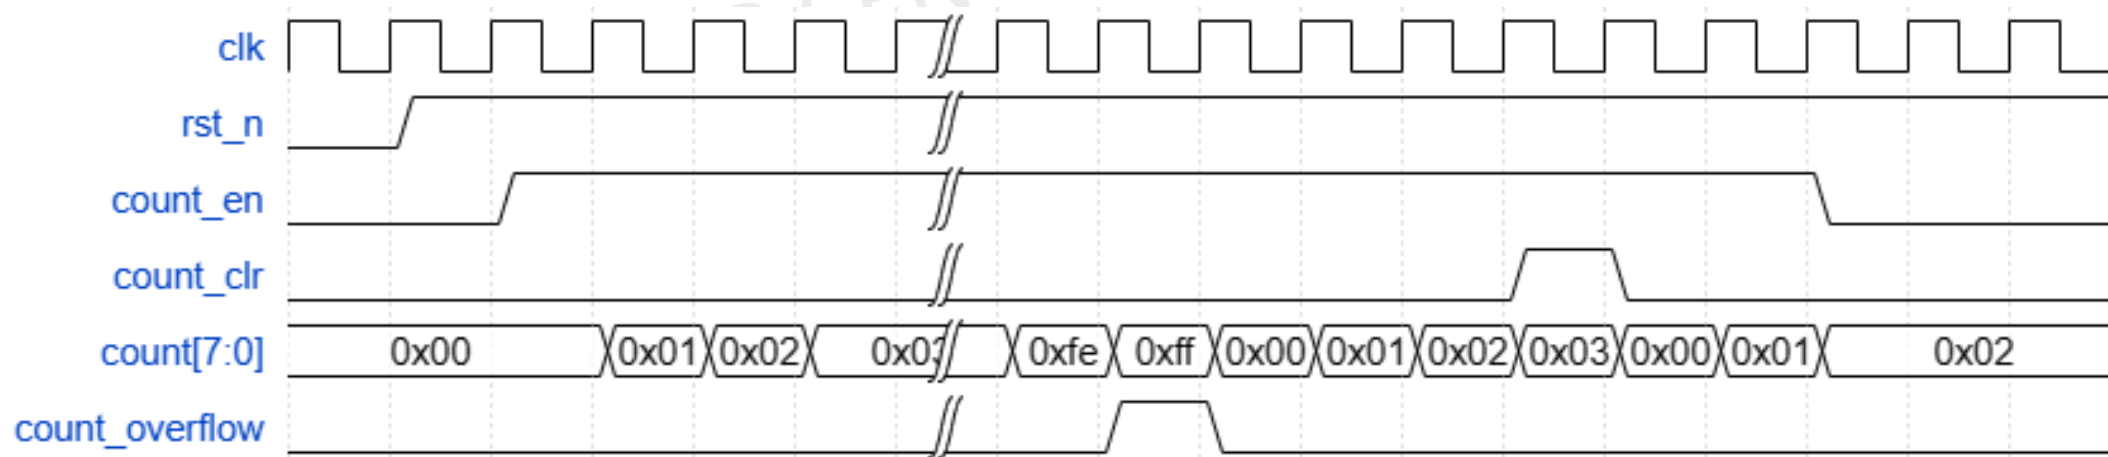 clk
rst_n
count_en
count_clr
count[7:0] 0x00 0x01 0x02 0x03 0xfe 0xff 0x00 0x01 0x02 0x03 0x00 0x01 0x02
count_overflow